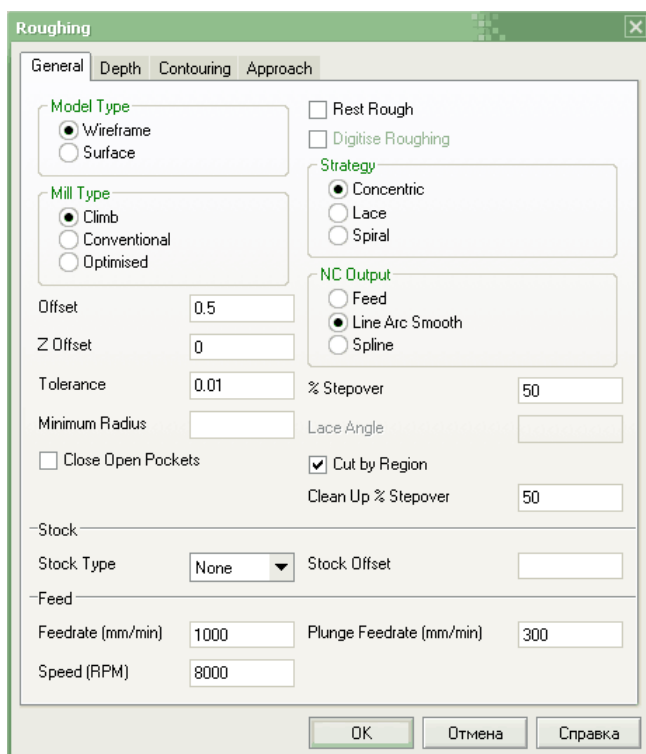 Roughing
General
Depth
Contouring
Approach
Model Type
Wireframe
Surface
Mill Type
Climb
Conventional
Optimised
Offset 0.5
Z Offset 0
Tolerance 0.01
Minimum Radius
Close Open Pockets
Rest Rough
Digitise Roughing
Strategy
Concentric
Lace
Spiral
NC Output
Feed
Line Arc Smooth
Spline
% Stepover 50
Lace Angle
Cut by Region
Clean Up % Stepover 50
Stock
Stock Type None
Stock Offset
Feed
Feedrate (mm/min) 1000
Plunge Feedrate (mm/min) 300
Speed (RPM) 8000
OK
Отмена
Справка